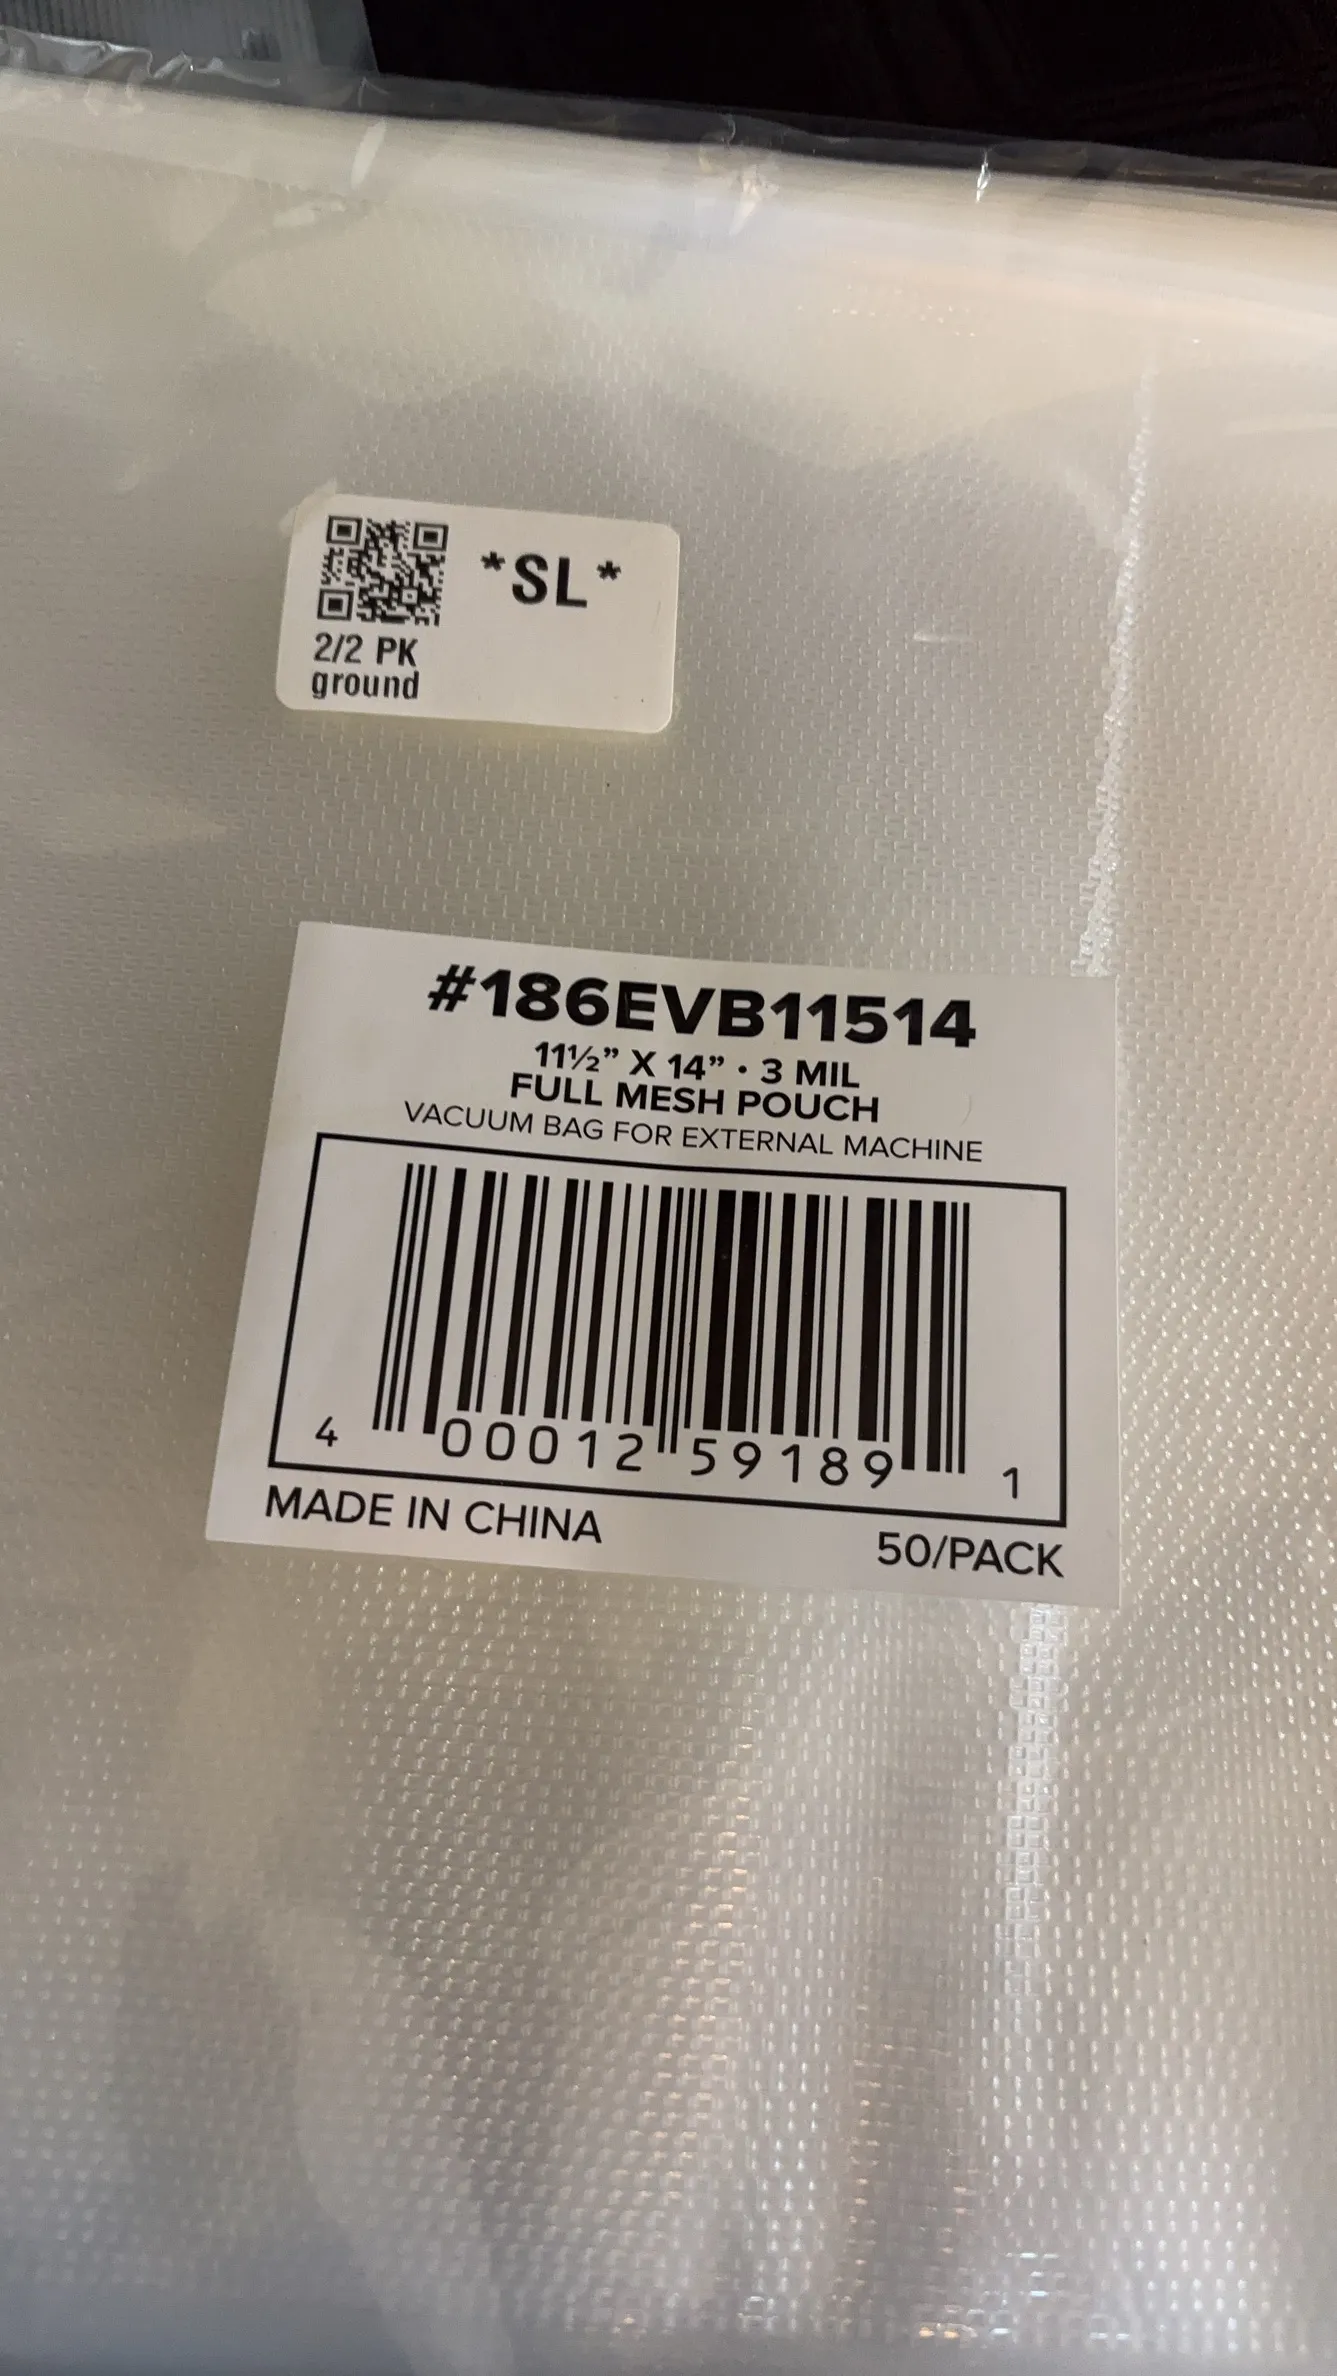 *SL*
2/2 PK
ground
#186EVB11514
11½” X 14” • 3 MIL
FULL MESH POUCH
VACUUM BAG FOR EXTERNAL MACHINE
4 00012 59189 1
MADE IN CHINA
50/PACK